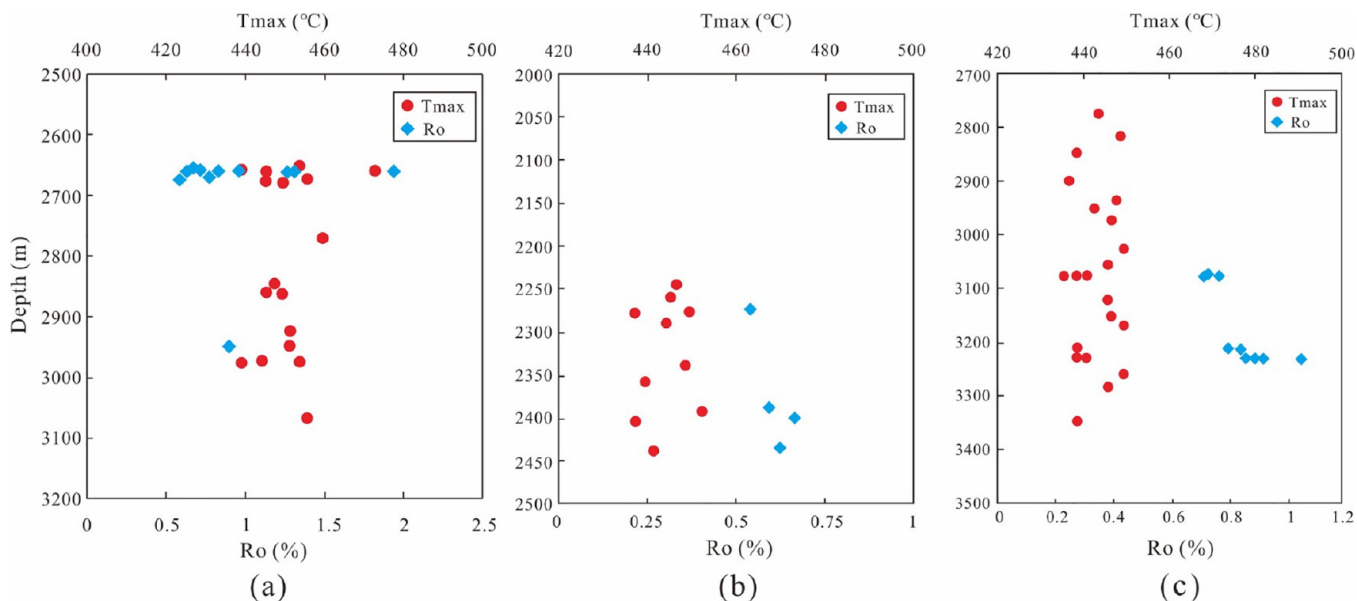 Tmax (°C)
400 420 440 460 480 500
Depth (m)
2500
2600
2700
2800
2900
3000
3100
3200
Tmax
Ro
0 0.5 1 1.5 2 2.5
Ro (%)
(a)
Tmax (°C)
420 440 460 480 500
2000
2050
2100
2150
2200
2250
2300
2350
2400
2450
2500
Tmax
Ro
0 0.25 0.5 0.75 1
Ro (%)
(b)
Tmax (°C)
420 440 460 480 500
2700
2800
2900
3000
3100
3200
3300
3400
3500
Tmax
Ro
0 0.2 0.4 0.6 0.8 1 1.2
Ro (%)
(c)